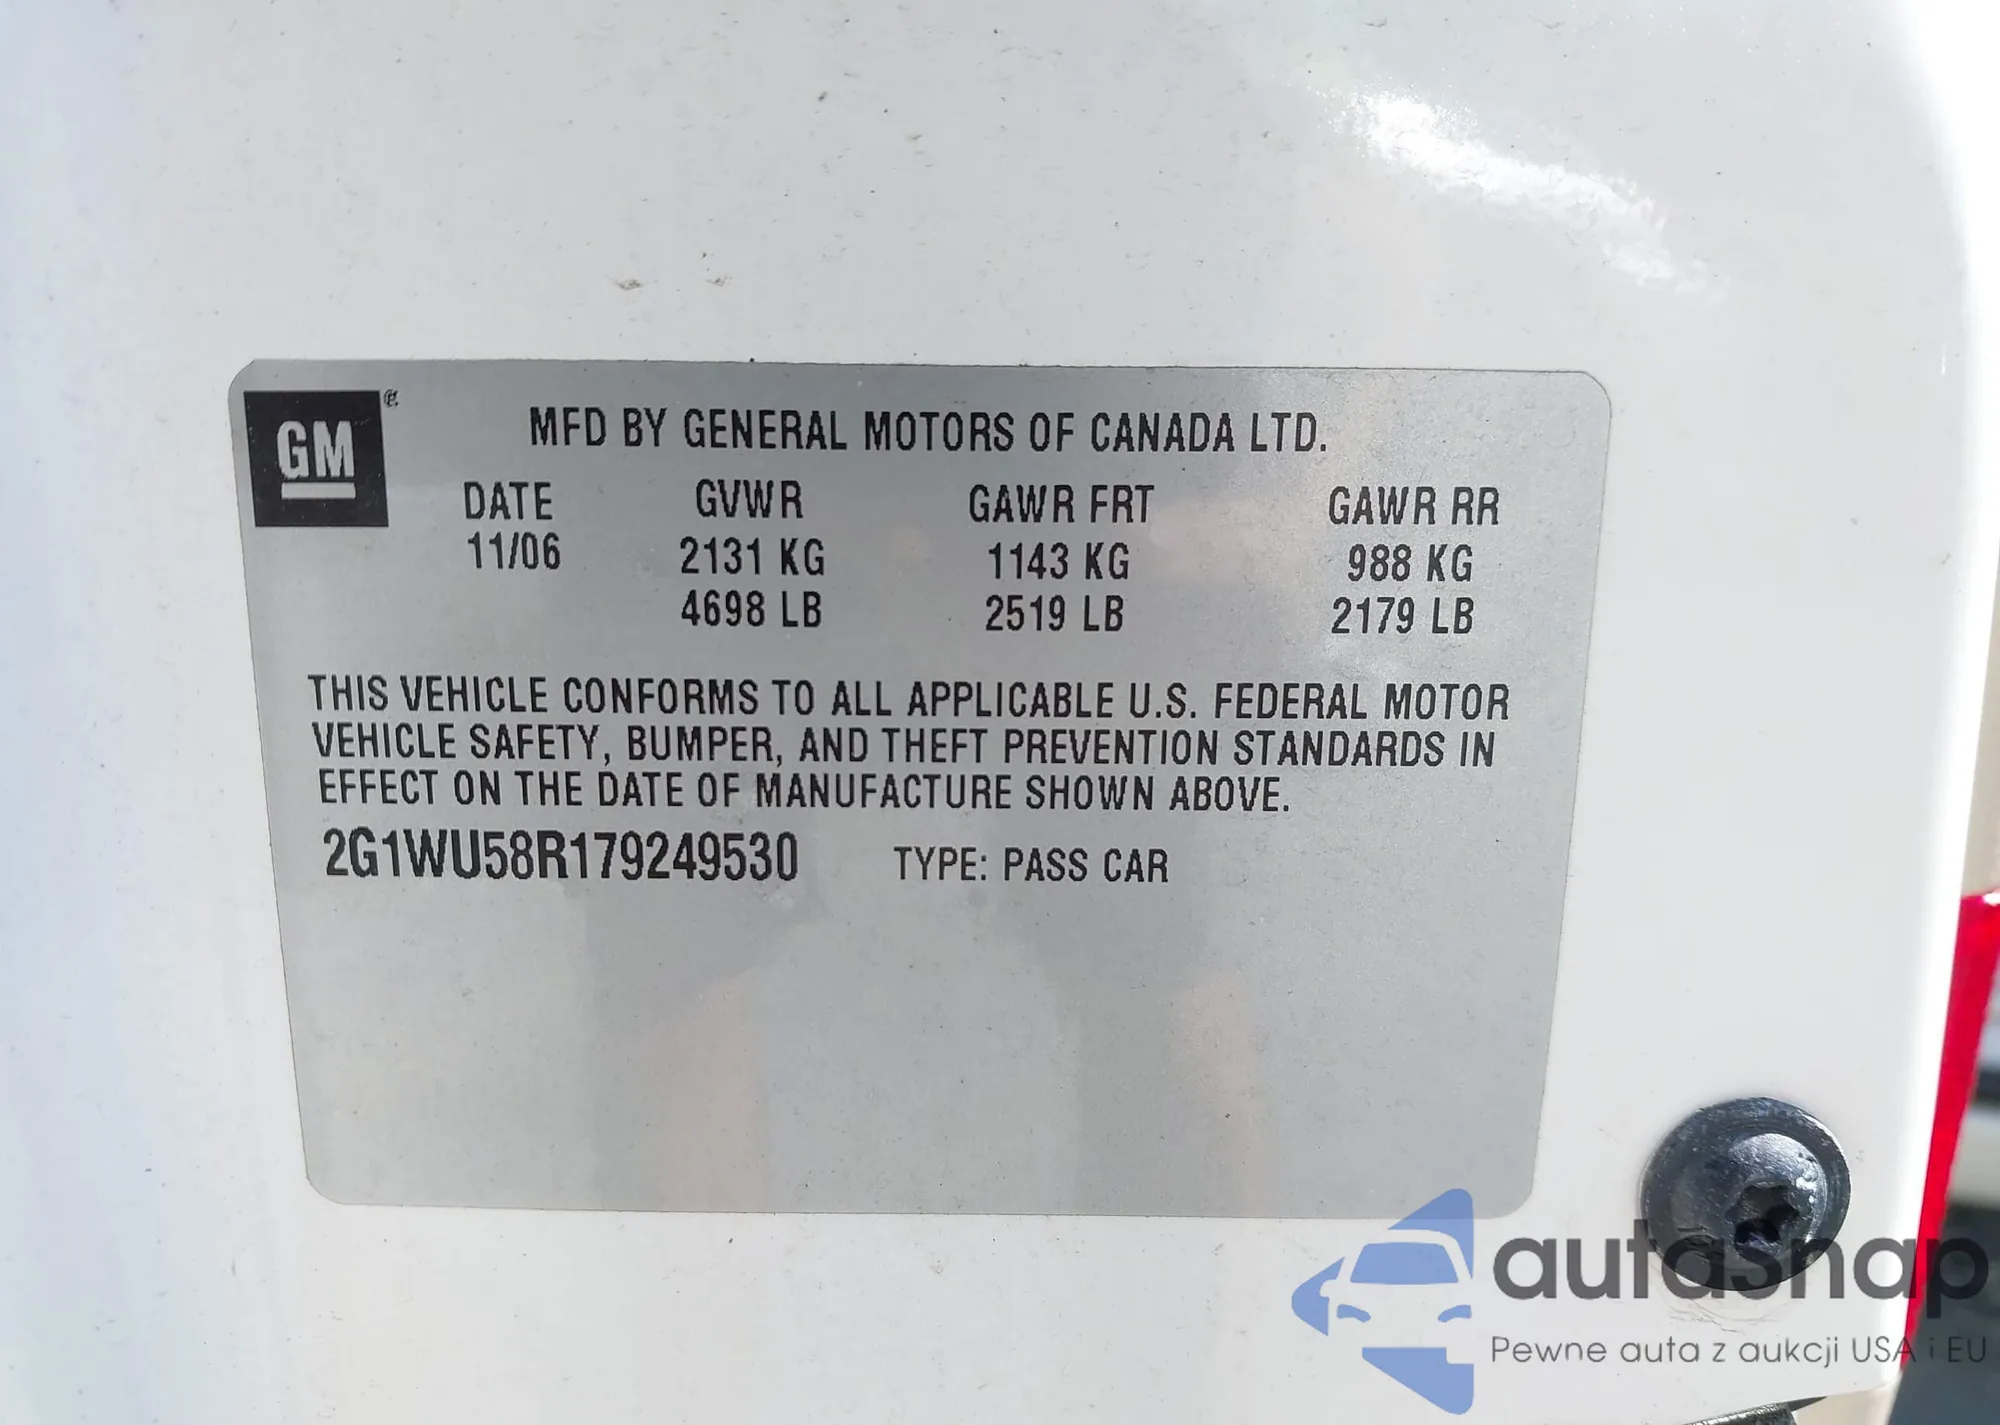 GM®
MFD BY GENERAL MOTORS OF CANADA LTD.
DATE GVWR GAWR FRT GAWR RR
11/06 2131 KG 1143 KG 988 KG
4698 LB 2519 LB 2179 LB
THIS VEHICLE CONFORMS TO ALL APPLICABLE U.S. FEDERAL MOTOR
VEHICLE SAFETY, BUMPER, AND THEFT PREVENTION STANDARDS IN
EFFECT ON THE DATE OF MANUFACTURE SHOWN ABOVE.
2G1WU58R179249530 TYPE: PASS CAR
autasnap
Pewne auta z aukcji USA i EU